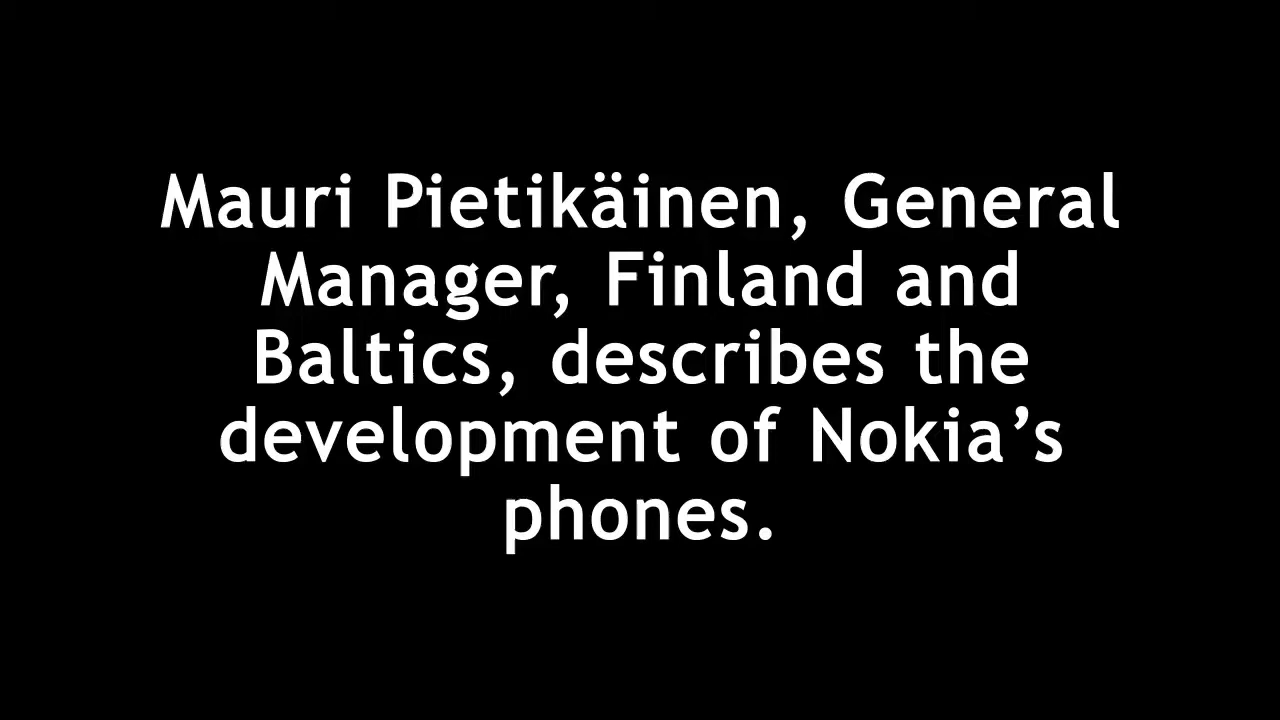 Mauri Pietikäinen, General
Manager, Finland and
Baltics, describes the
development of Nokia’s
phones.